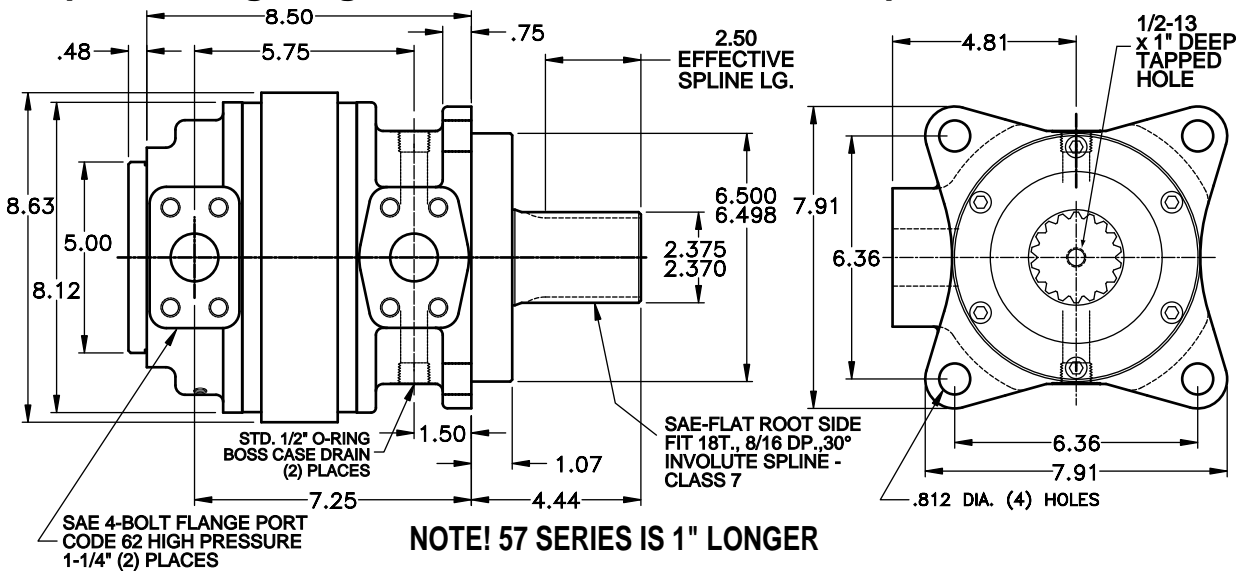 8.50
.48
5.75
.75
2.50
EFFECTIVE
SPLINE LG.
4.81
1/2-13
x 1" DEEP
TAPPED
HOLE
8.63
5.00
8.12
6.500
6.498
2.375
2.370
7.91
6.36
STD. 1/2" O-RING
BOSS CASE DRAIN
(2) PLACES
1.50
1.07
7.25
4.44
SAE-FLAT ROOT SIDE
FIT 18T., 8/16 DP.,30°
INVOLUTE SPLINE -
CLASS 7
6.36
7.91
.812 DIA. (4) HOLES
SAE 4-BOLT FLANGE PORT
CODE 62 HIGH PRESSURE
1-1/4" (2) PLACES
NOTE! 57 SERIES IS 1" LONGER